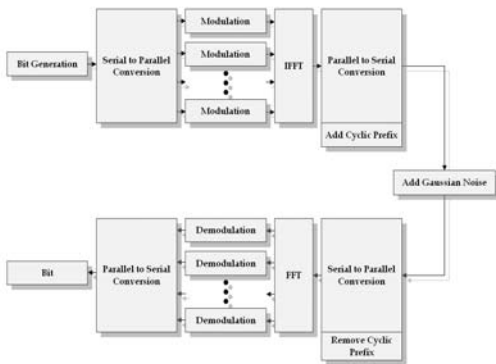 Bit Generation
Serial to Parallel
Conversion
Modulation
Modulation
Modulation
IFFT
Parallel to Serial
Conversion
Add Cyclic Prefix
Add Gaussian Noise
Bit
Parallel to Serial
Conversion
Demodulation
Demodulation
Demodulation
FFT
Serial to Parallel
Conversion
Remove Cyclic
Prefix